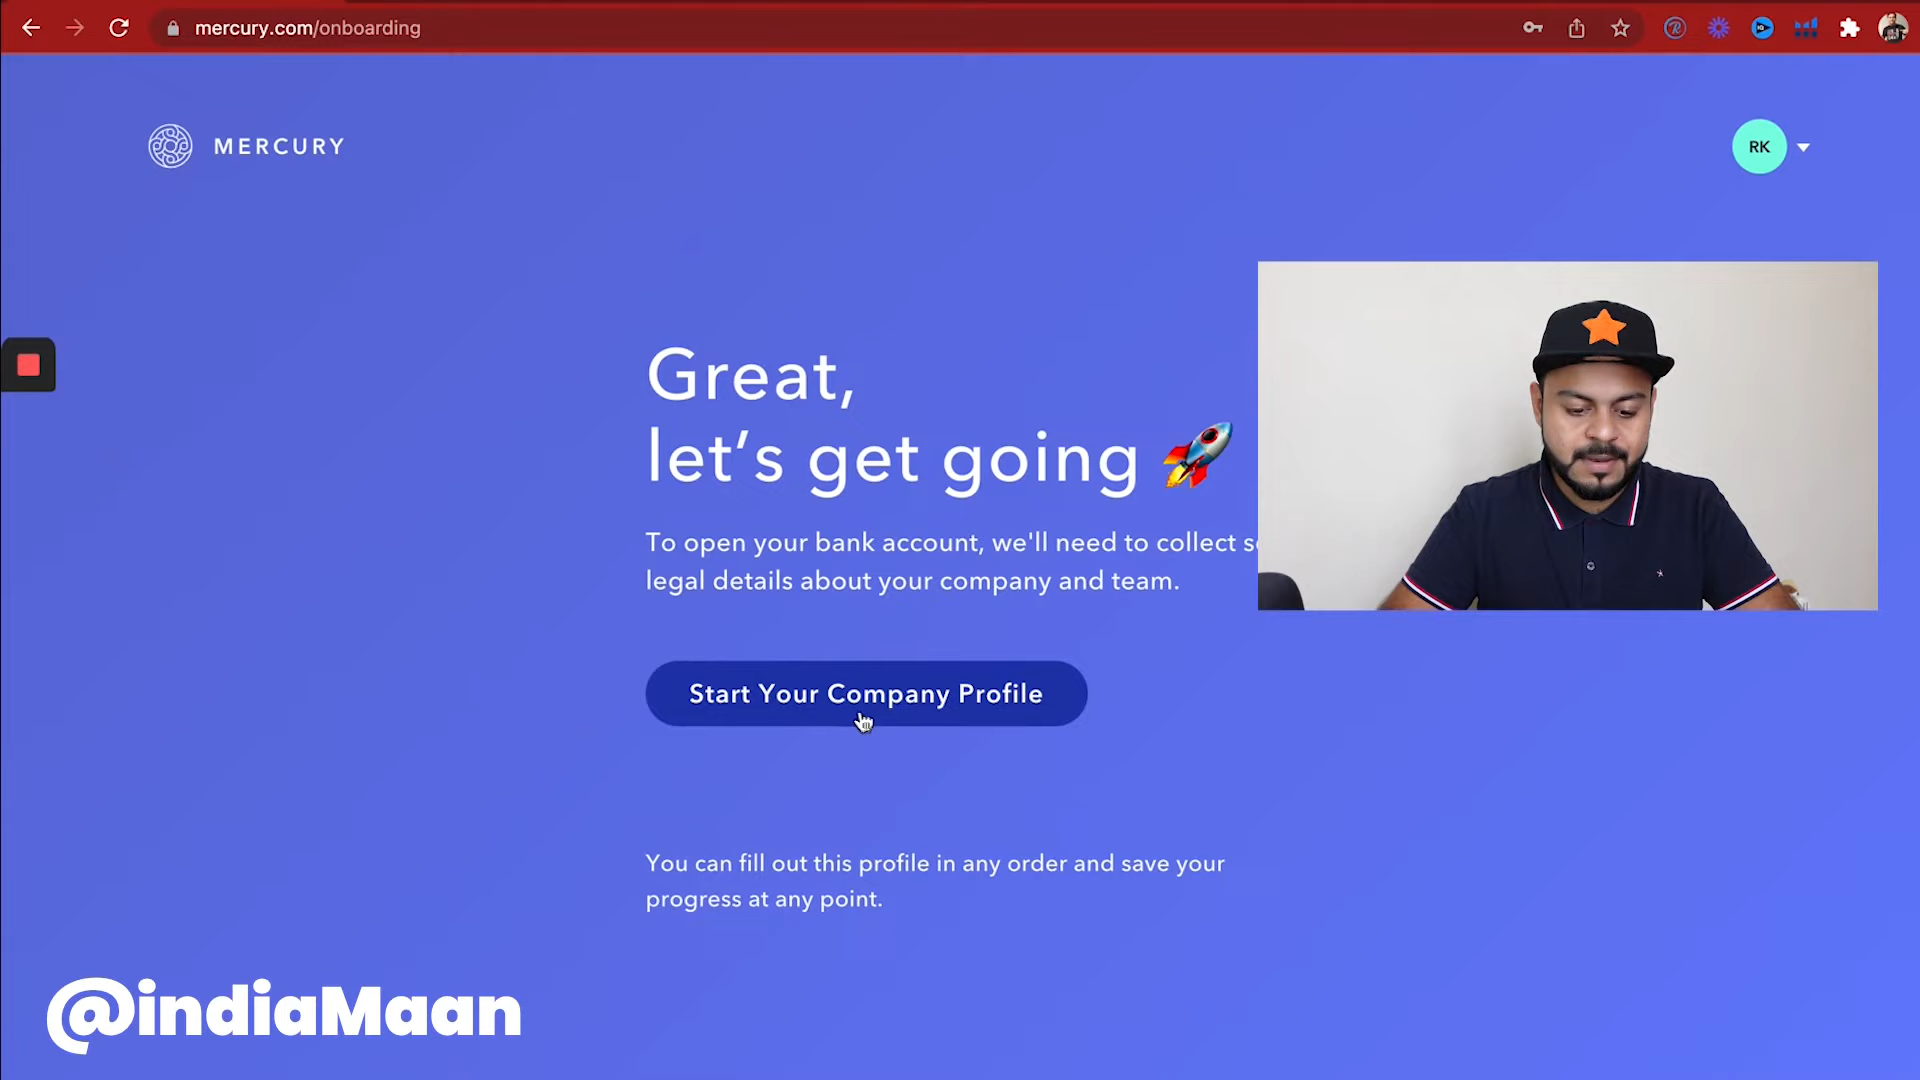 mercury.com/onboarding
MERCURY
RK
Great,
let’s get going
To open your bank account, we'll need to collect
legal details about your company and team.
Start Your Company Profile
You can fill out this profile in any order and save your
progress at any point.
@indiaMaan